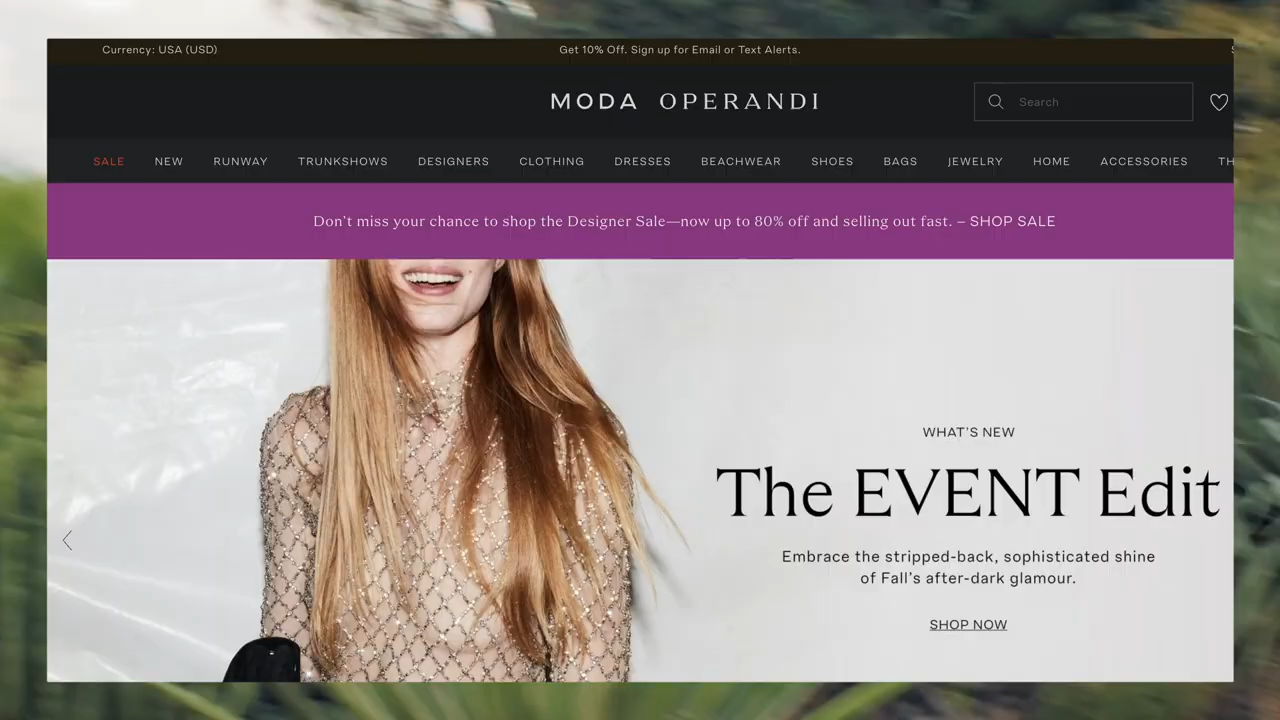 Currency: USA (USD)
Get 10% Off. Sign up for Email or Text Alerts.
MODA OPERANDI
Search
SALE NEW RUNWAY TRUNKSHOWS DESIGNERS CLOTHING DRESSES BEACHWEAR SHOES BAGS JEWELRY HOME ACCESSORIES
Don't miss your chance to shop the Designer Sale—now up to 80% off and selling out fast. – SHOP SALE
WHAT'S NEW
The EVENT Edit
Embrace the stripped-back, sophisticated shine
of Fall's after-dark glamour.
SHOP NOW